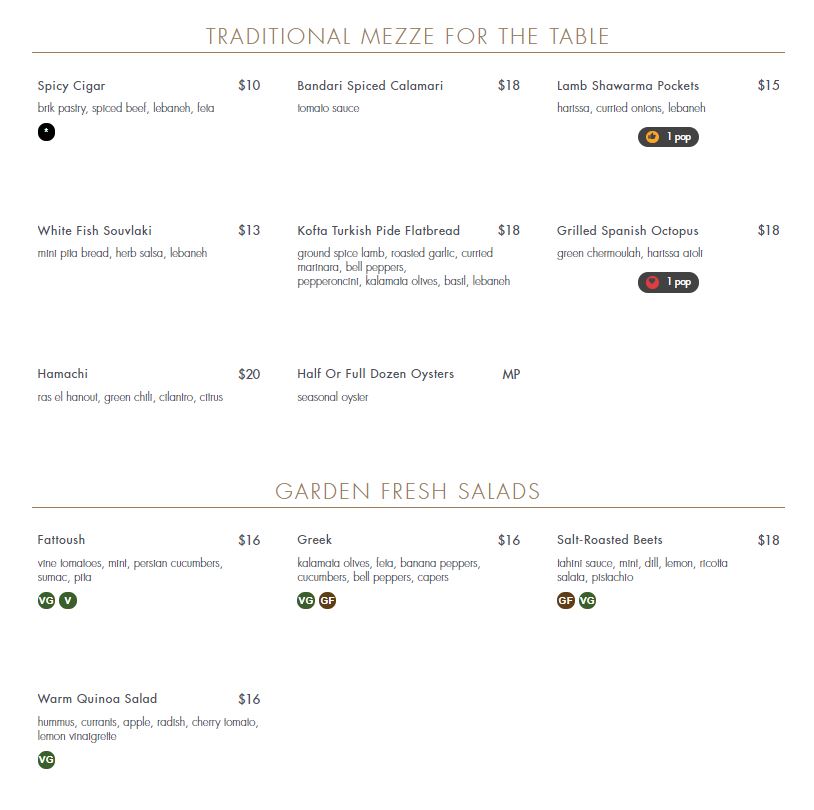 TRADITIONAL MEZZE FOR THE TABLE
Spicy Cigar $10
brik pastry, spiced beef, lebaneh, feta
*
Bandari Spiced Calamari $18
tomato sauce
Lamb Shawarma Pockets $15
harissa, curried onions, lebaneh
1 pop
White Fish Souvlaki $13
mini pita bread, herb salsa, lebaneh
Kofta Turkish Pide Flatbread $18
ground spice lamb, roasted garlic, curried
marinara, bell peppers,
pepperoncini, kalamata olives, basil, lebaneh
Grilled Spanish Octopus $18
green chermoulah, harissa aioli
1 pop
Hamachi $20
ras el hanout, green chili, cilantro, citrus
Half Or Full Dozen Oysters MP
seasonal oyster
GARDEN FRESH SALADS
Fattoush $16
vine tomatoes, mint, persian cucumbers,
sumac, pita
VG V
Greek $16
kalamata olives, feta, banana peppers,
cucumbers, bell peppers, capers
VG GF
Salt-Roasted Beets $18
tahini sauce, mint, dill, lemon, ricotta
salata, pistachio
GF VG
Warm Quinoa Salad $16
hummus, currants, apple, radish, cherry tomato,
lemon vinaigrette
VG